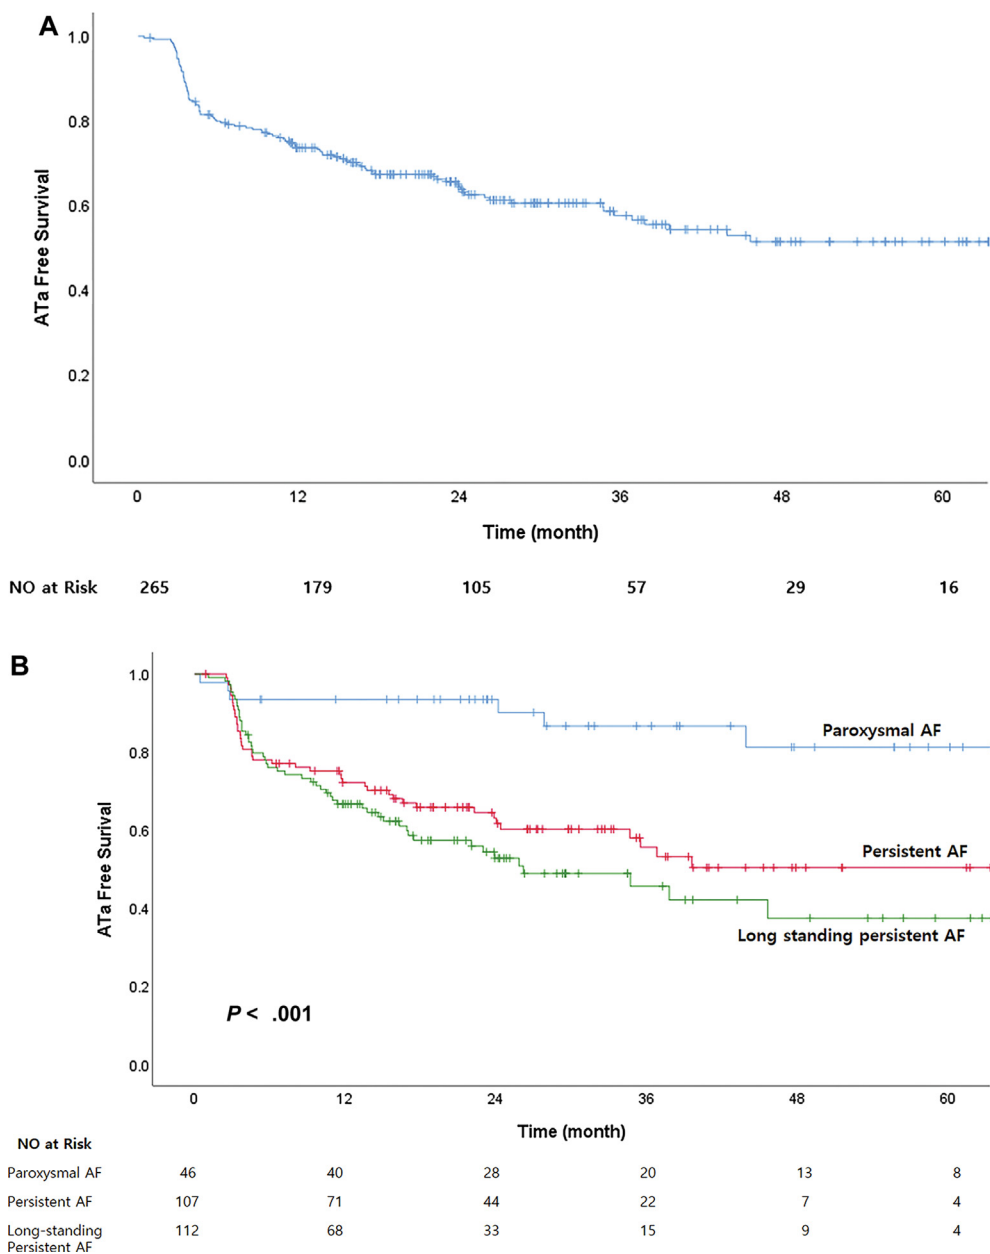 A
1.0
0.8
0.6
0.4
0.2
0.0
ATa Free Survival
0 12 24 36 48 60
Time (month)
NO at Risk 265 179 105 57 29 16
B
1.0
0.8
0.6
0.4
0.2
0.0
ATa Free Survival
Paroxysmal AF
Persistent AF
Long standing persistent AF
P < .001
0 12 24 36 48 60
Time (month)
NO at Risk
Paroxysmal AF 46 40 28 20 13 8
Persistent AF 107 71 44 22 7 4
Long-standing 112 68 33 15 9 4
Persistent AF